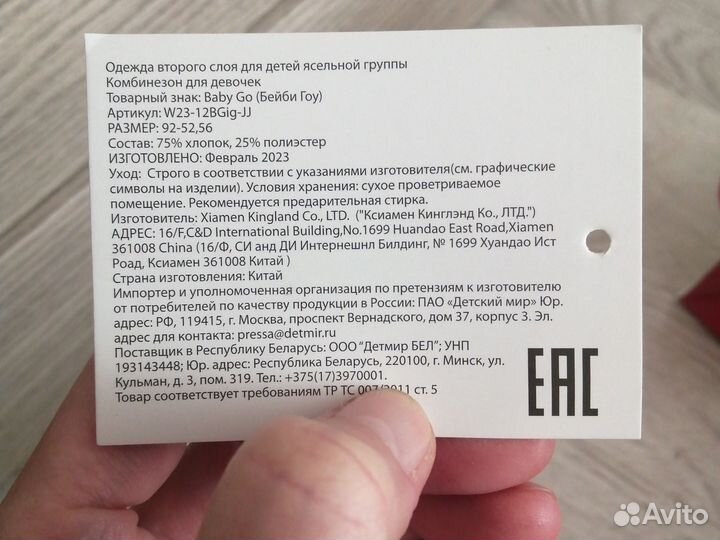 Одежда второго слоя для детей ясельной группы
Комбинезон для девочек
Товарный знак: Baby Go (Бейби Гоу)
Артикул: W23-12BGig-JJ
РАЗМЕР: 92-52,56
Состав: 75% хлопок, 25% полиэстер
ИЗГОТОВЛЕНО: Февраль 2023
Уход: Строго в соответствии с указаниями изготовителя(см. графические
символы на изделии). Условия хранения: сухое проветриваемое
помещение. Рекомендуется предарительная стирка.
Изготовитель: Xiamen Kingland Co., LTD. ("Ксиамен Кинглэнд Ко., ЛТД.")
АДРЕС: 16/F,C&D International Building,No.1699 Huandao East Road,Xiamen
361008 China (16/Ф, СИ анд ДИ Интернешнл Билдинг, № 1699 Хуандао Ист
Роад, Ксиамен 361008 Китай )
Страна изготовления: Китай
Импортер и уполномоченная организация по претензиям к изготовителю
от потребителей по качеству продукции в России: ПАО «Детский мир» Юр.
адрес: РФ, 119415, г. Москва, проспект Вернадского, дом 37, корпус 3. Эл.
адрес для контакта: pressa@detmir.ru
Поставщик в Республику Беларусь: ООО "Детмир БЕЛ"; УНП
193143448; Юр. адрес: Республика Беларусь, 220100, г. Минск, ул.
Кульман, д. 3, пом. 319. Тел.: +375(17)3970001.
Товар соответствует требованиям ТР ТС 007/2011 ст. 5
EAC
Avito